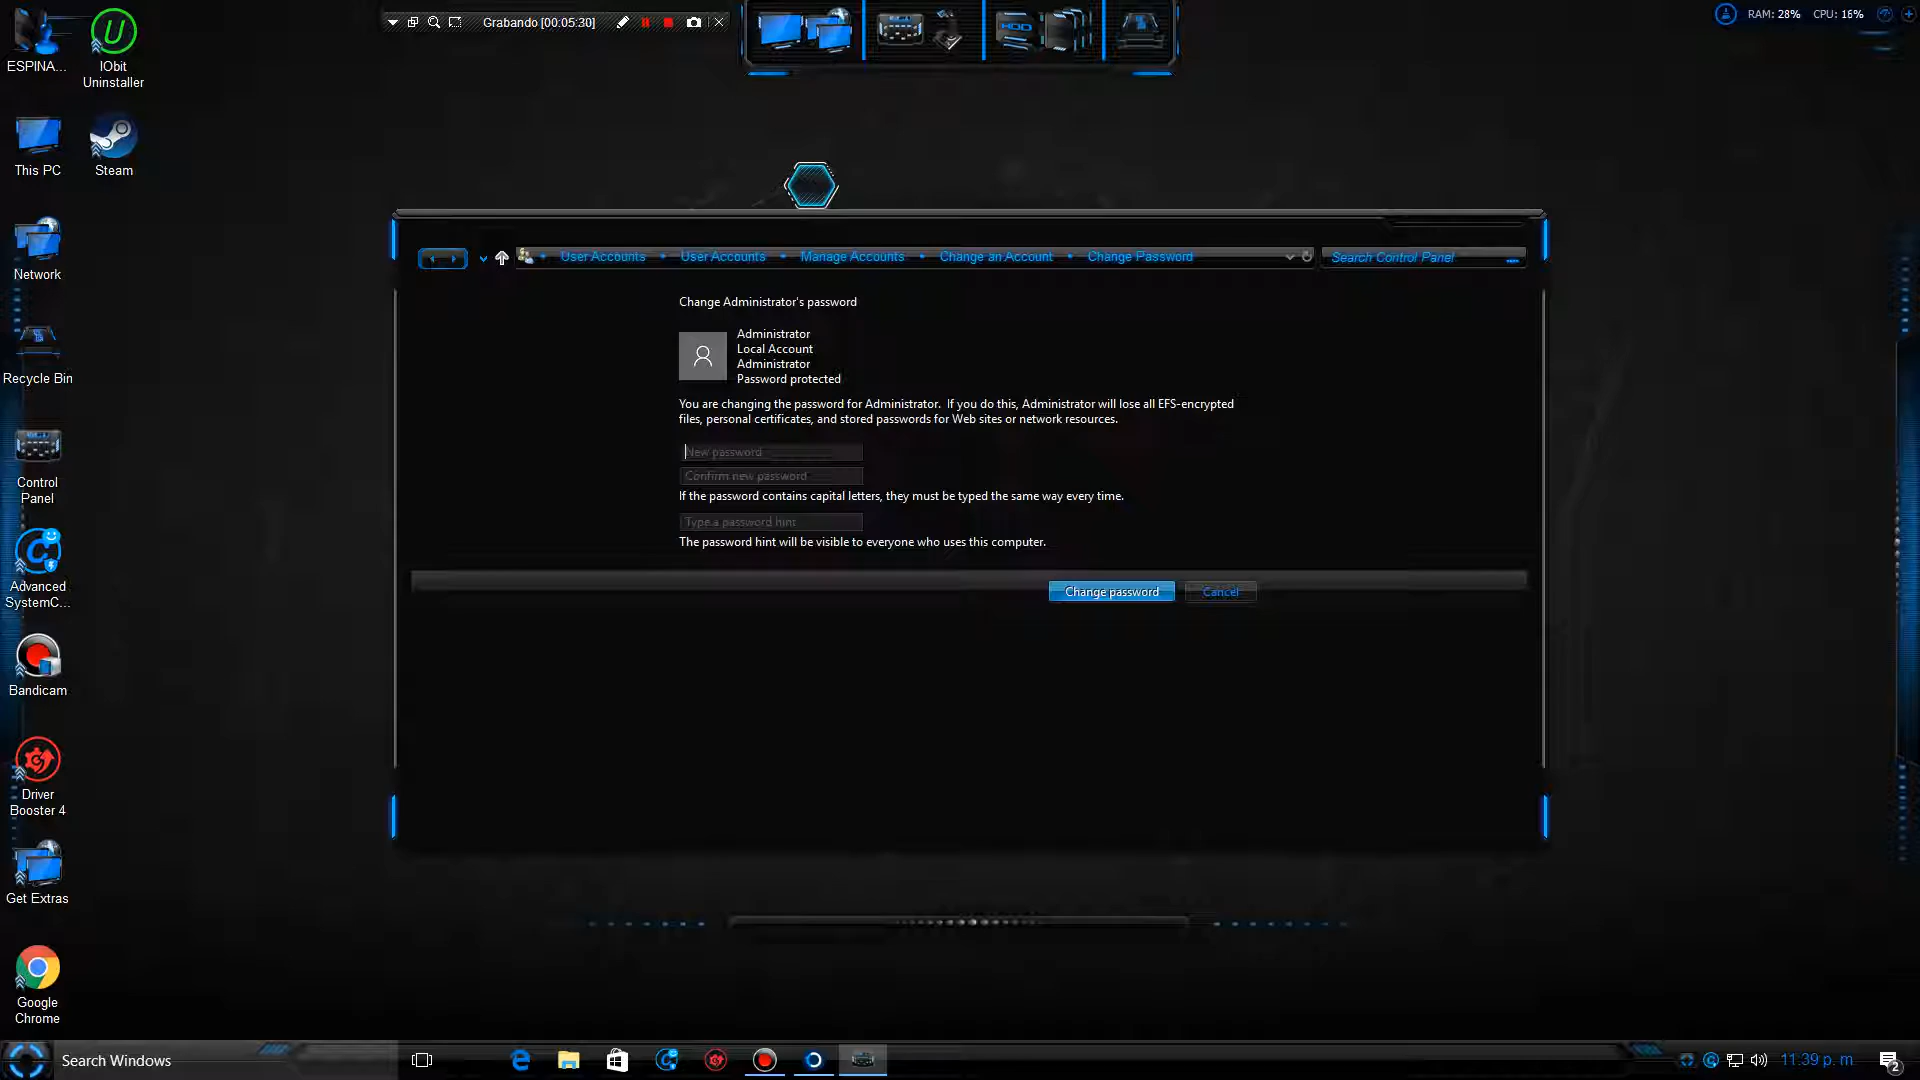 Grabando [00:05:30]
RAM: 28% CPU: 16%
ESPINA...
IObit
Uninstaller
This PC
Steam
Network
Recycle Bin
Control
Panel
Advanced
SystemC...
Bandicam
Driver
Booster 4
Get Extras
Google
Chrome
HDD
User Accounts User Accounts Manage Accounts Change an Account Change Password
Search Control Panel
Change Administrator's password
Administrator
Local Account
Administrator
Password protected
You are changing the password for Administrator. If you do this, Administrator will lose all EFS-encrypted
files, personal certificates, and stored passwords for Web sites or network resources.
New password
Confirm new password
If the password contains capital letters, they must be typed the same way every time.
Type a password hint
The password hint will be visible to everyone who uses this computer.
Change password Cancel
Search Windows
11:39 p. m
2